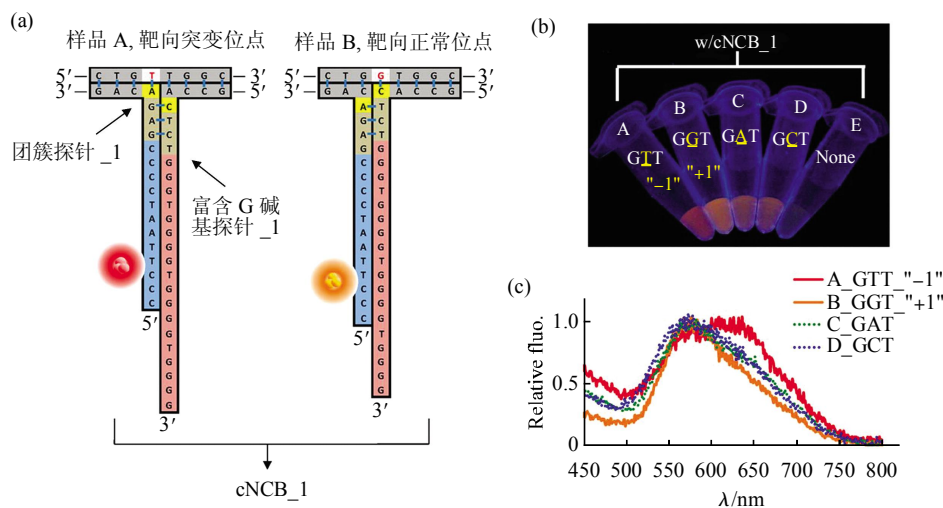 (a)
样品 A, 靶向突变位点
样品 B, 靶向正常位点
5′ C T G T T G G C 3′
3′ G A C A A C C G 5′
5′ C T G G T G G C 3′
3′ G A C C A C C G 5′
团簇探针 _1
富含 G 碱
基探针 _1
A G A G C C C C T A A T T C C C
5′
C T C T G G G G T G G G G T G G G G T G G G G
3′
5′
3′
cNCB_1
(b)
w/cNCB_1
A B C D E
GTT GGT GAT GCT None
"−1" "+1"
(c)
A_GTT_"−1"
B_GGT_"+1"
C_GAT
D_GCT
Relative fluo.
1.0
0.5
0
450 500 550 600 650 700 750 800
λ/nm